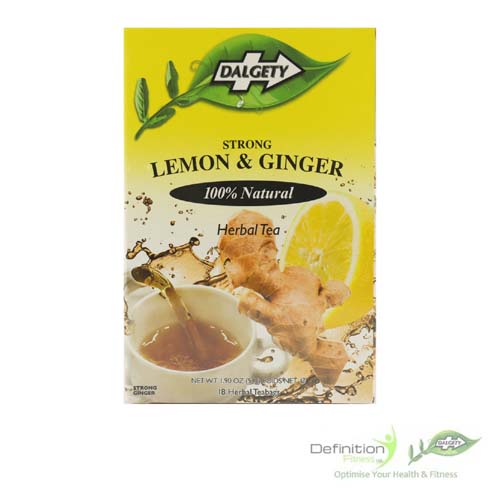 DALGETY
STRONG
LEMON & GINGER
100% Natural
Herbal Tea
NET WT 1.90 OZ
18 Herbal Teabags
STRONG
GINGER
Definition
Fitness
DALGETY
Optimise Your Health & Fitness